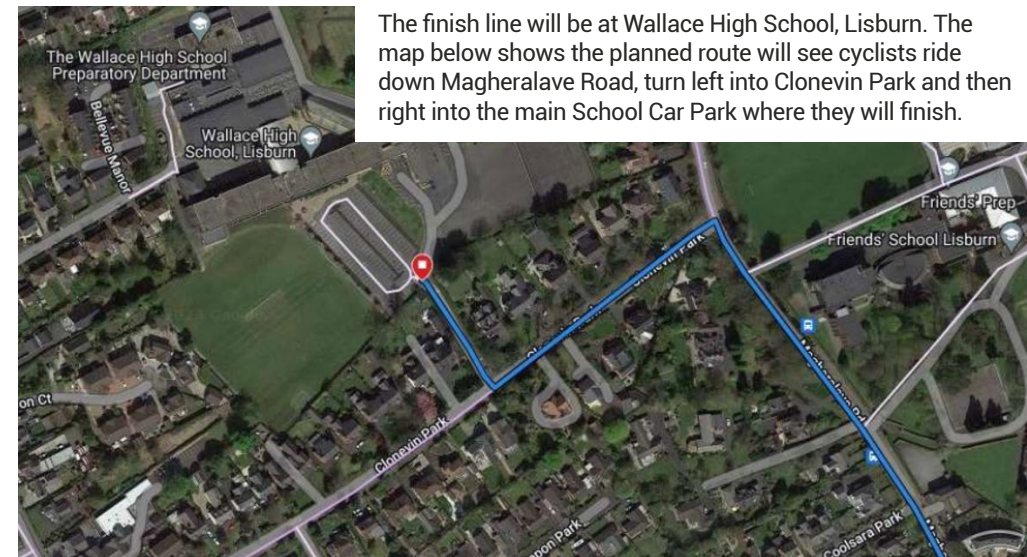 The finish line will be at Wallace High School, Lisburn. The
map below shows the planned route will see cyclists ride
down Magheralave Road, turn left into Clonevin Park and then
right into the main School Car Park where they will finish.
The Wallace High School
Preparatory Department
Bellevue Manor
Wallace High
School, Lisburn
Friends' Prep
Friends' School Lisburn
Clonevin Park
Clonevin Park
on Ct
Clonevin Park
Coolsara Park